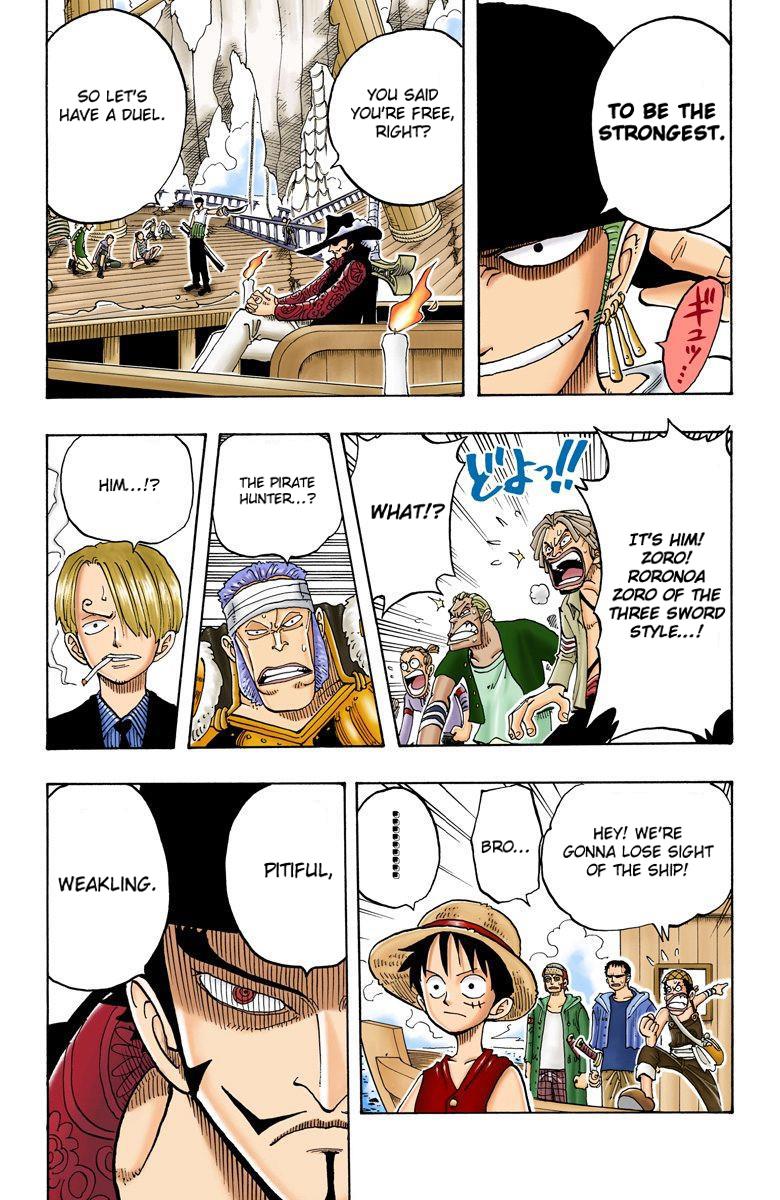 TO BE THE
STRONGEST.
ギュッ…
YOU SAID
YOU'RE FREE,
RIGHT?
SO LET'S
HAVE A DUEL.
IT'S HIM!
ZORO!
RORONOA
ZORO OF THE
THREE SWORD
STYLE...!
どよっ!!
WHAT!?
THE PIRATE
HUNTER...?
HIM...!?
HEY! WE'RE
GONNA LOSE SIGHT
OF THE SHIP!
BRO...
.........
PITIFUL,
WEAKLING.